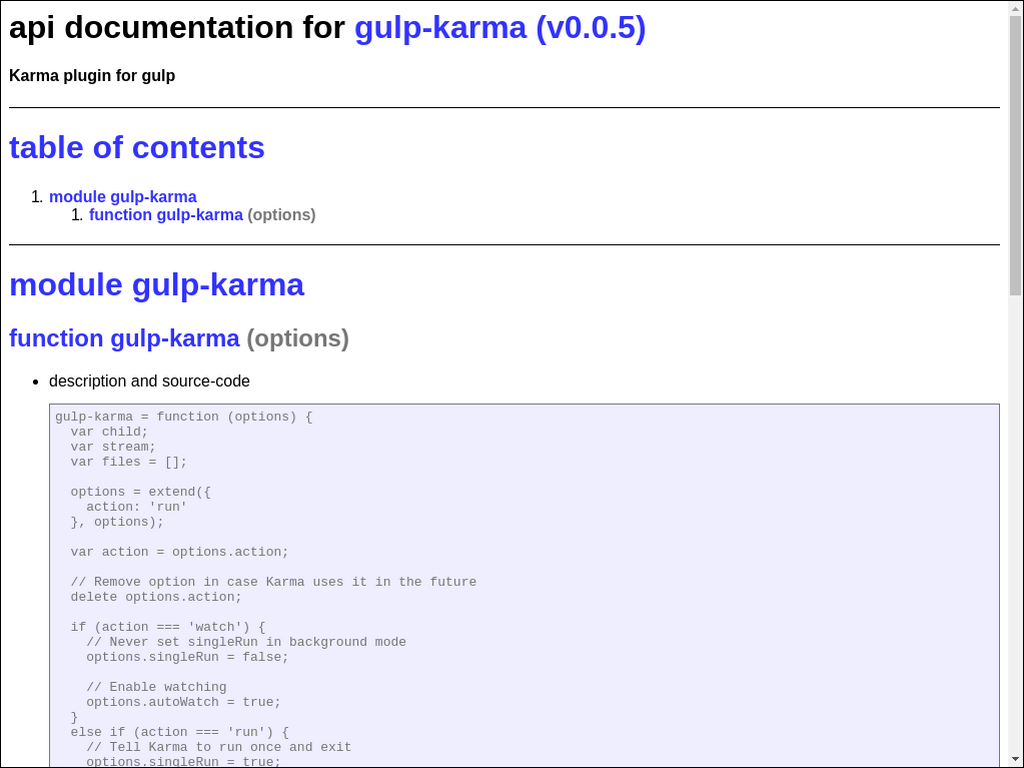 api documentation for gulp-karma (v0.0.5)
Karma plugin for gulp
table of contents
1. module gulp-karma
1. function gulp-karma (options)
module gulp-karma
function gulp-karma (options)
• description and source-code
gulp-karma = function (options) {
  var child;
  var stream;
  var files = [];

  options = extend({
    action: 'run'
  }, options);

  var action = options.action;

  // Remove option in case Karma uses it in the future
  delete options.action;

  if (action === 'watch') {
    // Never set singleRun in background mode
    options.singleRun = false;

    // Enable watching
    options.autoWatch = true;
  }
  else if (action === 'run') {
    // Tell Karma to run once and exit
    options.singleRun = true;